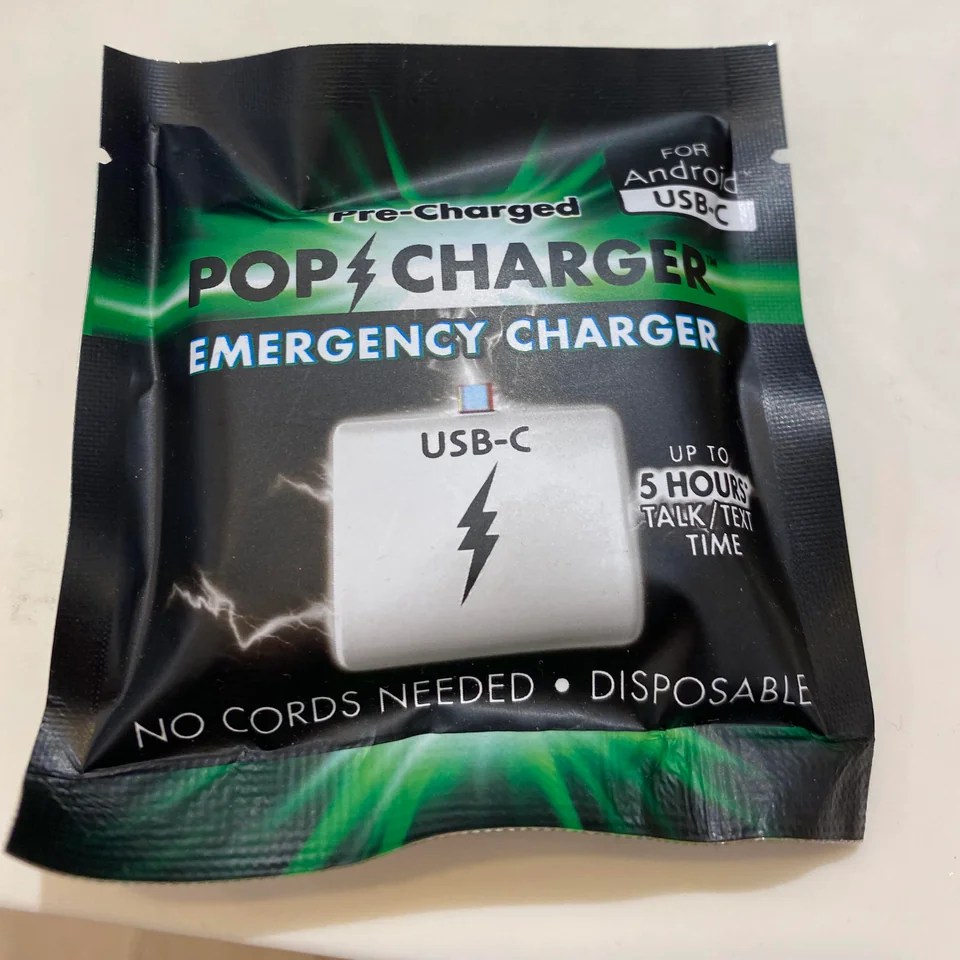 FOR
Android
USB-C
Pre-Charged
POP CHARGER™
EMERGENCY CHARGER
USB-C
UP TO
5 HOURS*
TALK/TEXT
TIME
NO CORDS NEEDED • DISPOSABLE